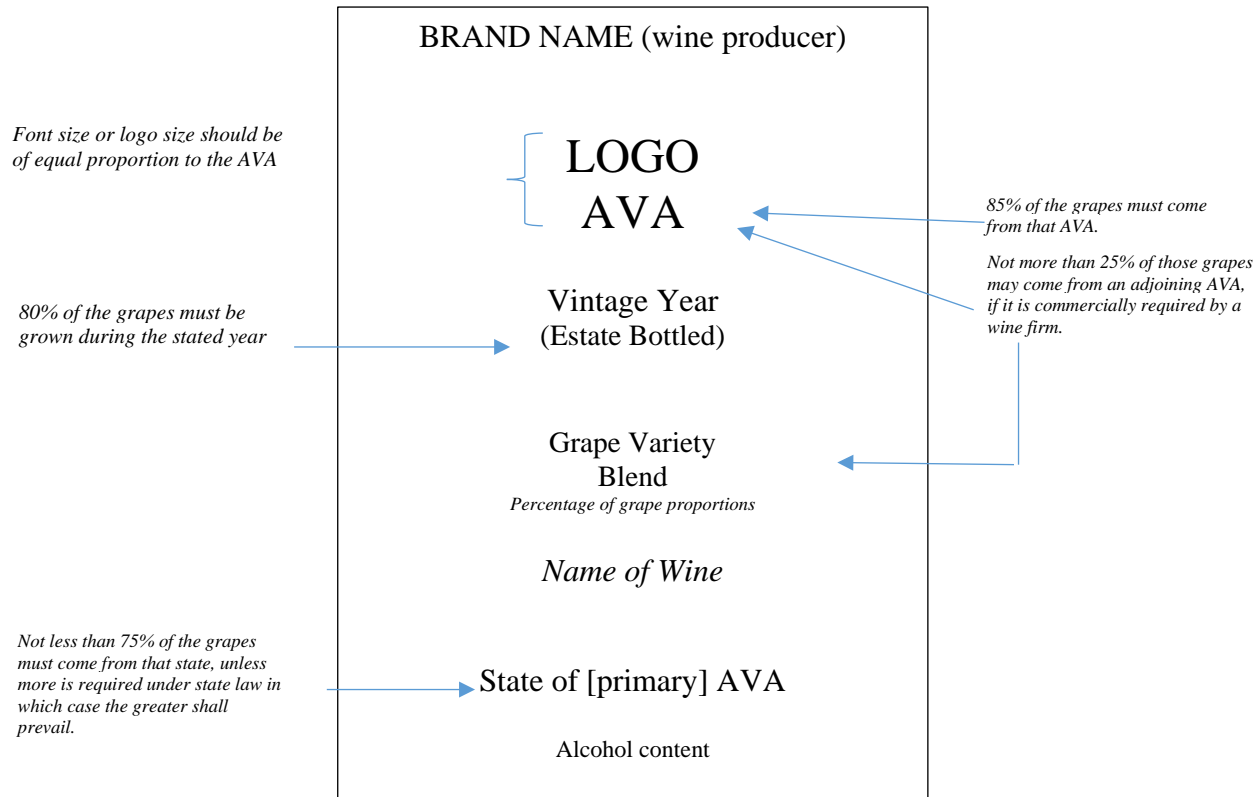 BRAND NAME (wine producer)
Font size or logo size should be
of equal proportion to the AVA
LOGO
AVA
85% of the grapes must come
from that AVA.
Not more than 25% of those grapes
may come from an adjoining AVA,
if it is commercially required by a
wine firm.
80% of the grapes must be
grown during the stated year
Vintage Year
(Estate Bottled)
Grape Variety
Blend
Percentage of grape proportions
Name of Wine
Not less than 75% of the grapes
must come from that state, unless
more is required under state law in
which case the greater shall
prevail.
State of [primary] AVA
Alcohol content